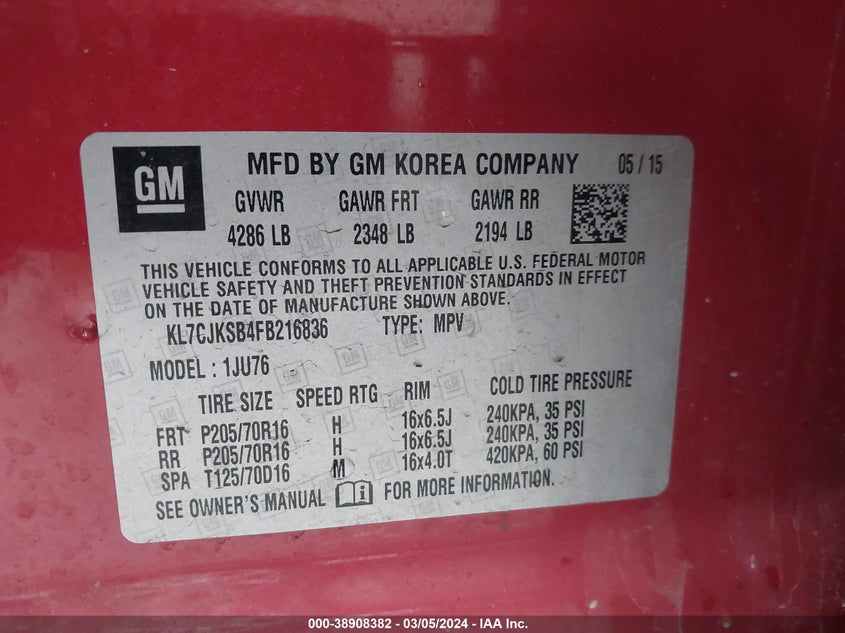 GM
MFD BY GM KOREA COMPANY 05 / 15
GVWR GAWR FRT GAWR RR
4286 LB 2348 LB 2194 LB
THIS VEHICLE CONFORMS TO ALL APPLICABLE U.S. FEDERAL MOTOR
VEHICLE SAFETY AND THEFT PREVENTION STANDARDS IN EFFECT
ON THE DATE OF MANUFACTURE SHOWN ABOVE.
KL7CJKSB4FB216836 TYPE: MPV
MODEL : 1JU76
TIRE SIZE SPEED RTG RIM COLD TIRE PRESSURE
FRT P205/70R16 H 16x6.5J 240KPA, 35 PSI
RR P205/70R16 H 16x6.5J 240KPA, 35 PSI
SPA T125/70D16 M 16x4.0T 420KPA, 60 PSI
SEE OWNER'S MANUAL FOR MORE INFORMATION.
000-38908382 - 03/05/2024 - IAA Inc.